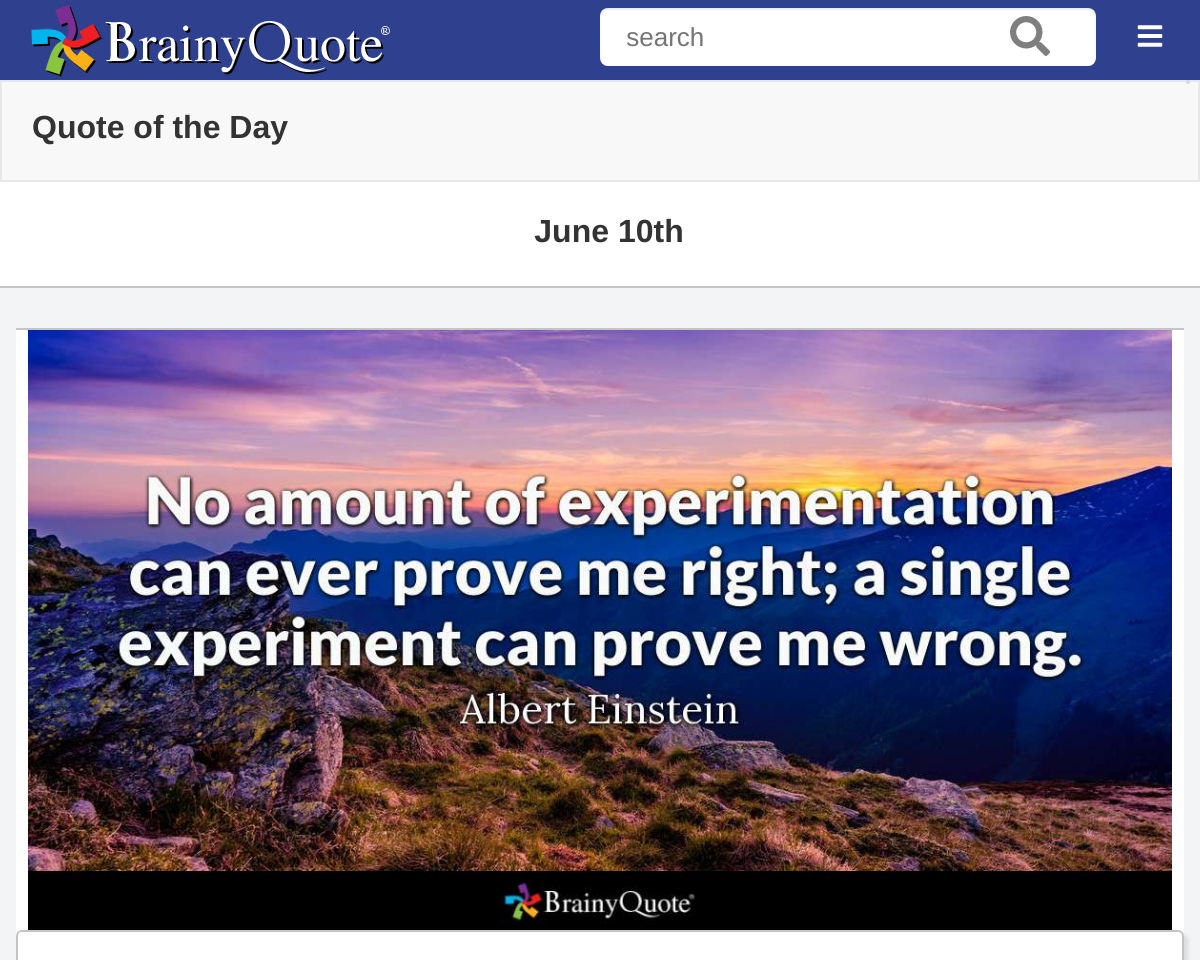 BrainyQuote®
search
Quote of the Day
June 10th
No amount of experimentation
can ever prove me right; a single
experiment can prove me wrong.
Albert Einstein
BrainyQuote®